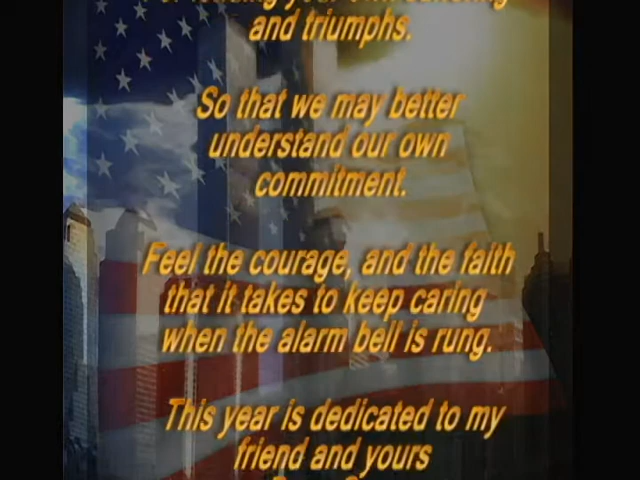 your own
and triumphs.
So that we may better
understand our own
commitment.
Feel the courage, and the faith
that it takes to keep caring
when the alarm bell is rung.
This year is dedicated to my
friend and yours